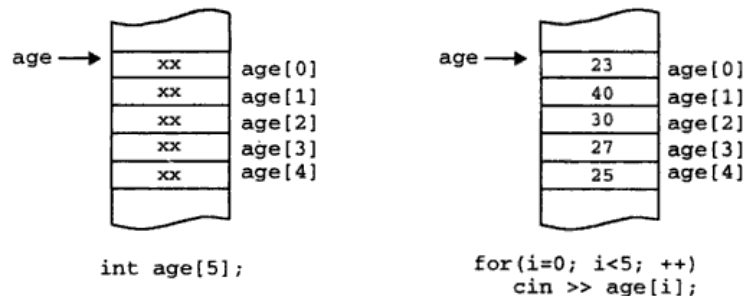 age
xx age[0]
xx age[1]
xx age[2]
xx age[3]
xx age[4]
int age[5];
age
23 age[0]
40 age[1]
30 age[2]
27 age[3]
25 age[4]
for(i=0; i<5; ++)
cin >> age[i];